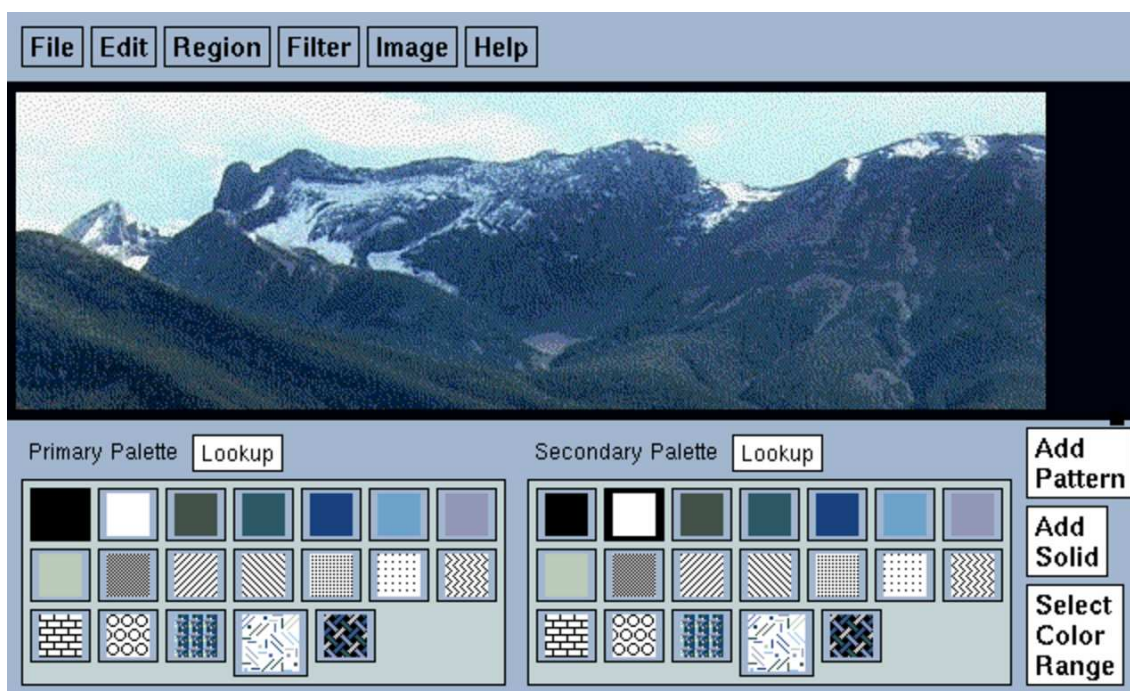 File Edit Region Filter Image Help
Primary Palette Lookup
Secondary Palette Lookup
Add
Pattern
Add
Solid
Select
Color
Range